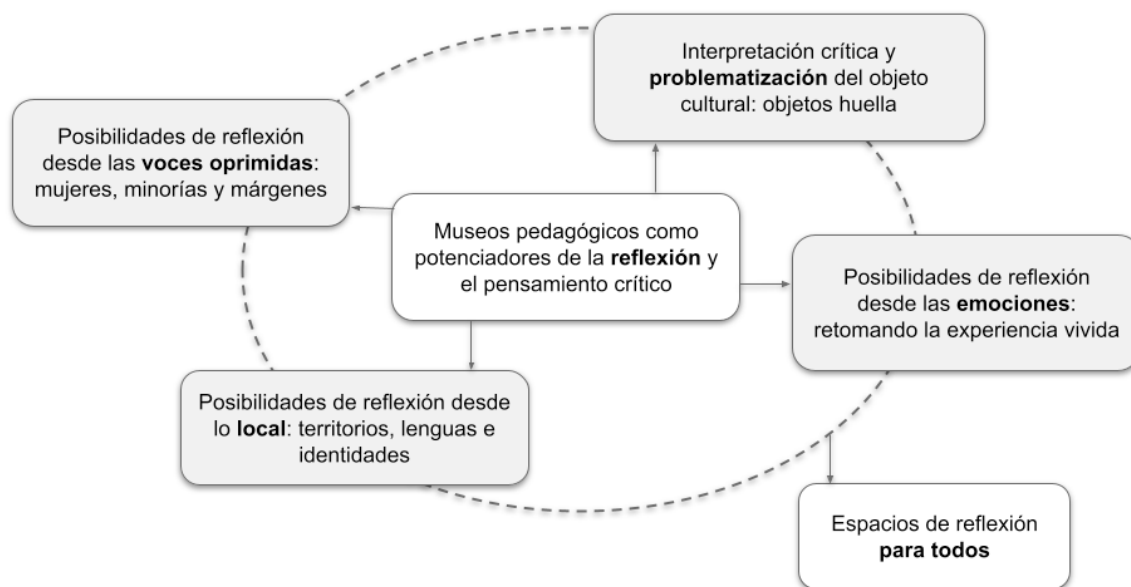 Interpretación crítica y
problematización del objeto
cultural: objetos huella
Posibilidades de reflexión
desde las voces oprimidas:
mujeres, minorías y márgenes
Museos pedagógicos como
potenciadores de la reflexión y
el pensamiento crítico
Posibilidades de reflexión
desde las emociones:
retomando la experiencia vivida
Posibilidades de reflexión desde
lo local: territorios, lenguas e
identidades
Espacios de reflexión
para todos